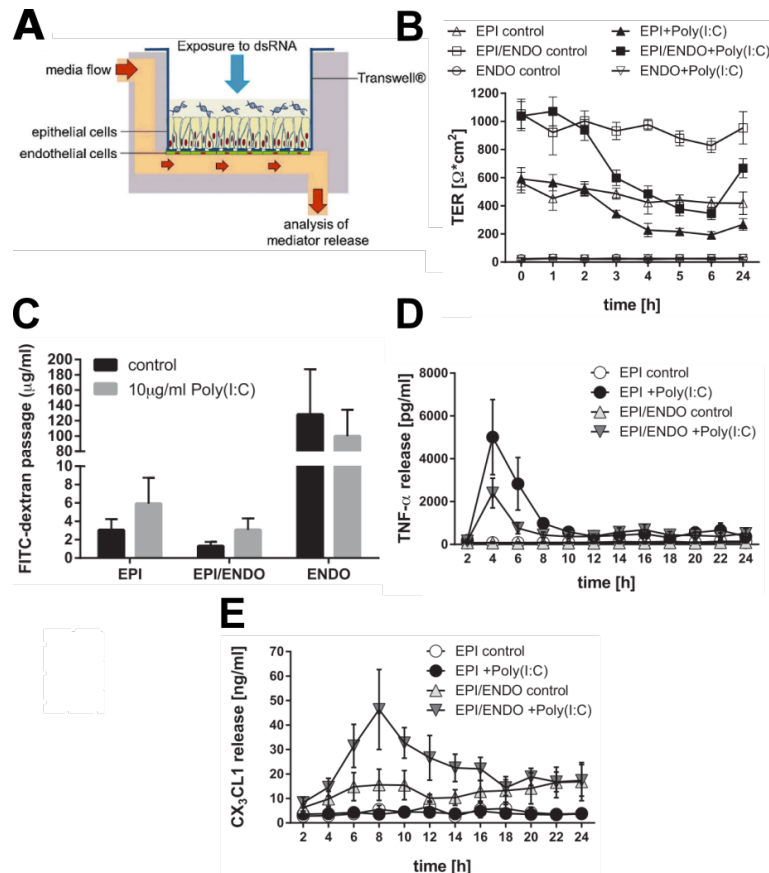 A
Exposure to dsRNA
media flow
Transwell®
epithelial cells
endothelial cells
analysis of
mediator release
B
EPI control
EPI+Poly(I:C)
EPI/ENDO control
EPI/ENDO+Poly(I:C)
ENDO control
ENDO+Poly(I:C)
TER [Ω*cm²]
1200
1000
800
600
400
200
0
0 1 2 3 4 5 6 24
time [h]
C
control
10μg/ml Poly(I:C)
FITC-dextran passage (μg/ml)
200
180
160
140
120
100
80
8
6
4
2
0
EPI EPI/ENDO ENDO
D
EPI control
EPI +Poly(I:C)
EPI/ENDO control
EPI/ENDO +Poly(I:C)
TNF-α release [pg/ml]
8000
6000
4000
2000
0
2 4 6 8 10 12 14 16 18 20 22 24
time [h]
E
EPI control
EPI +Poly(I:C)
EPI/ENDO control
EPI/ENDO +Poly(I:C)
CX₃CL1 release [ng/ml]
70
60
50
40
30
20
10
0
2 4 6 8 10 12 14 16 18 20 22 24
time [h]